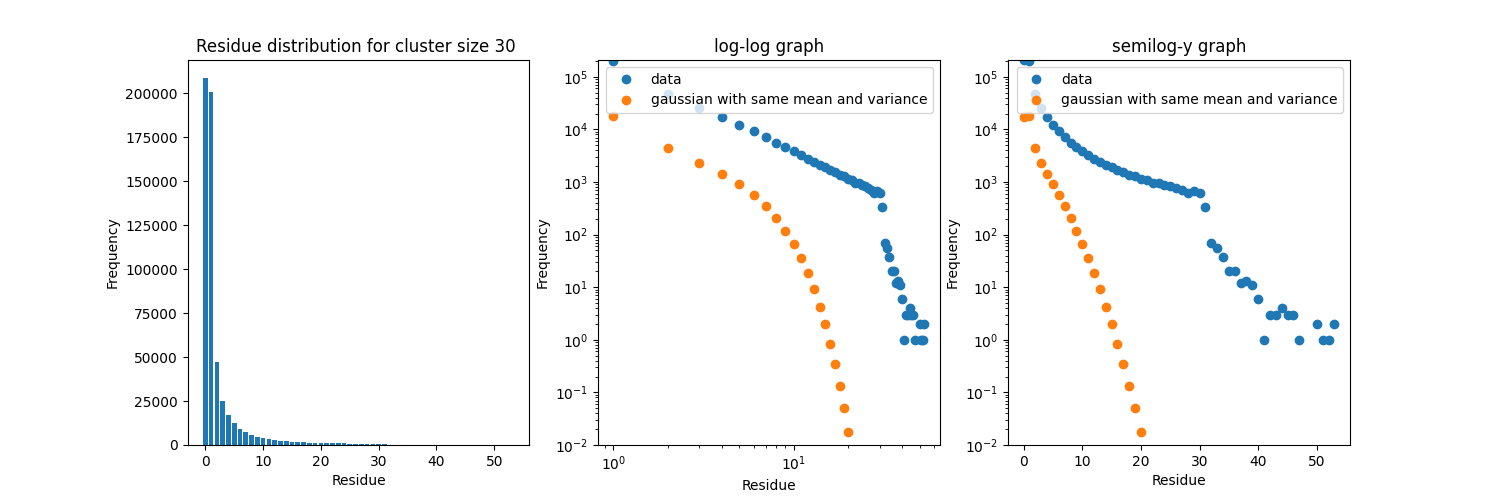 Residue distribution for cluster size 30
Frequency
200000
175000
150000
125000
100000
75000
50000
25000
0
0 10 20 30 40 50
Residue
log-log graph
data
gaussian with same mean and variance
Frequency
10^5
10^4
10^3
10^2
10^1
10^0
10^-1
10^-2
10^0 10^1
Residue
semilog-y graph
data
gaussian with same mean and variance
Frequency
10^5
10^4
10^3
10^2
10^1
10^0
10^-1
10^-2
0 10 20 30 40 50
Residue